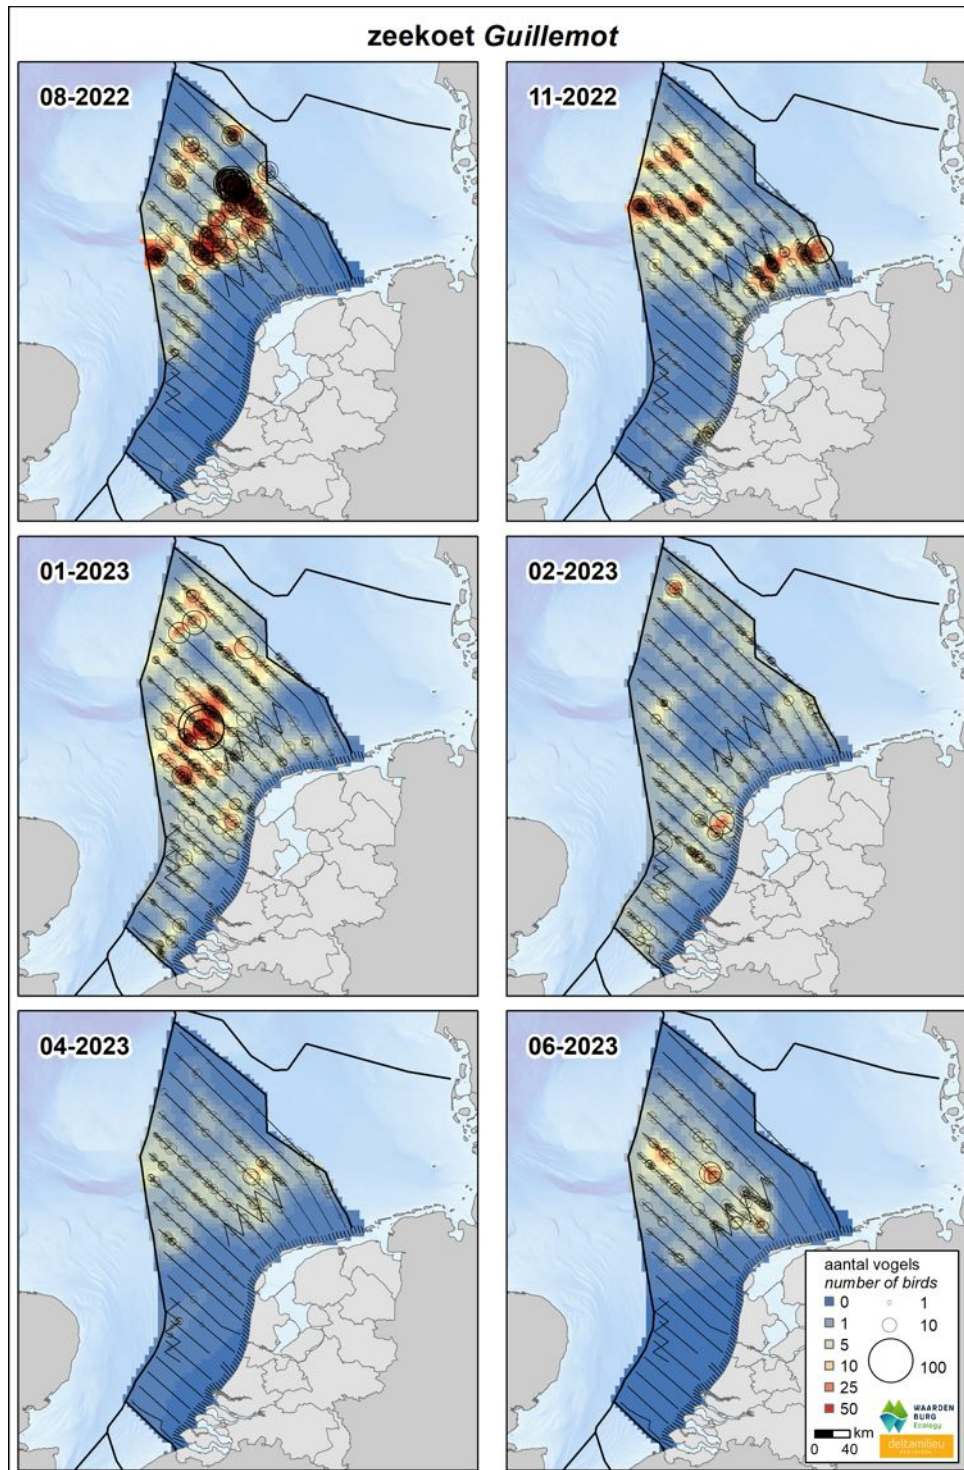 zeekoet Guillemot
08-2022
11-2022
01-2023
02-2023
04-2023
06-2023
aantal vogels
number of birds
0 1
1 10
5
10 100
25
50
km
0 40
WAARDEN
BURG
Ecology
deltamilieu
PROJECTEN